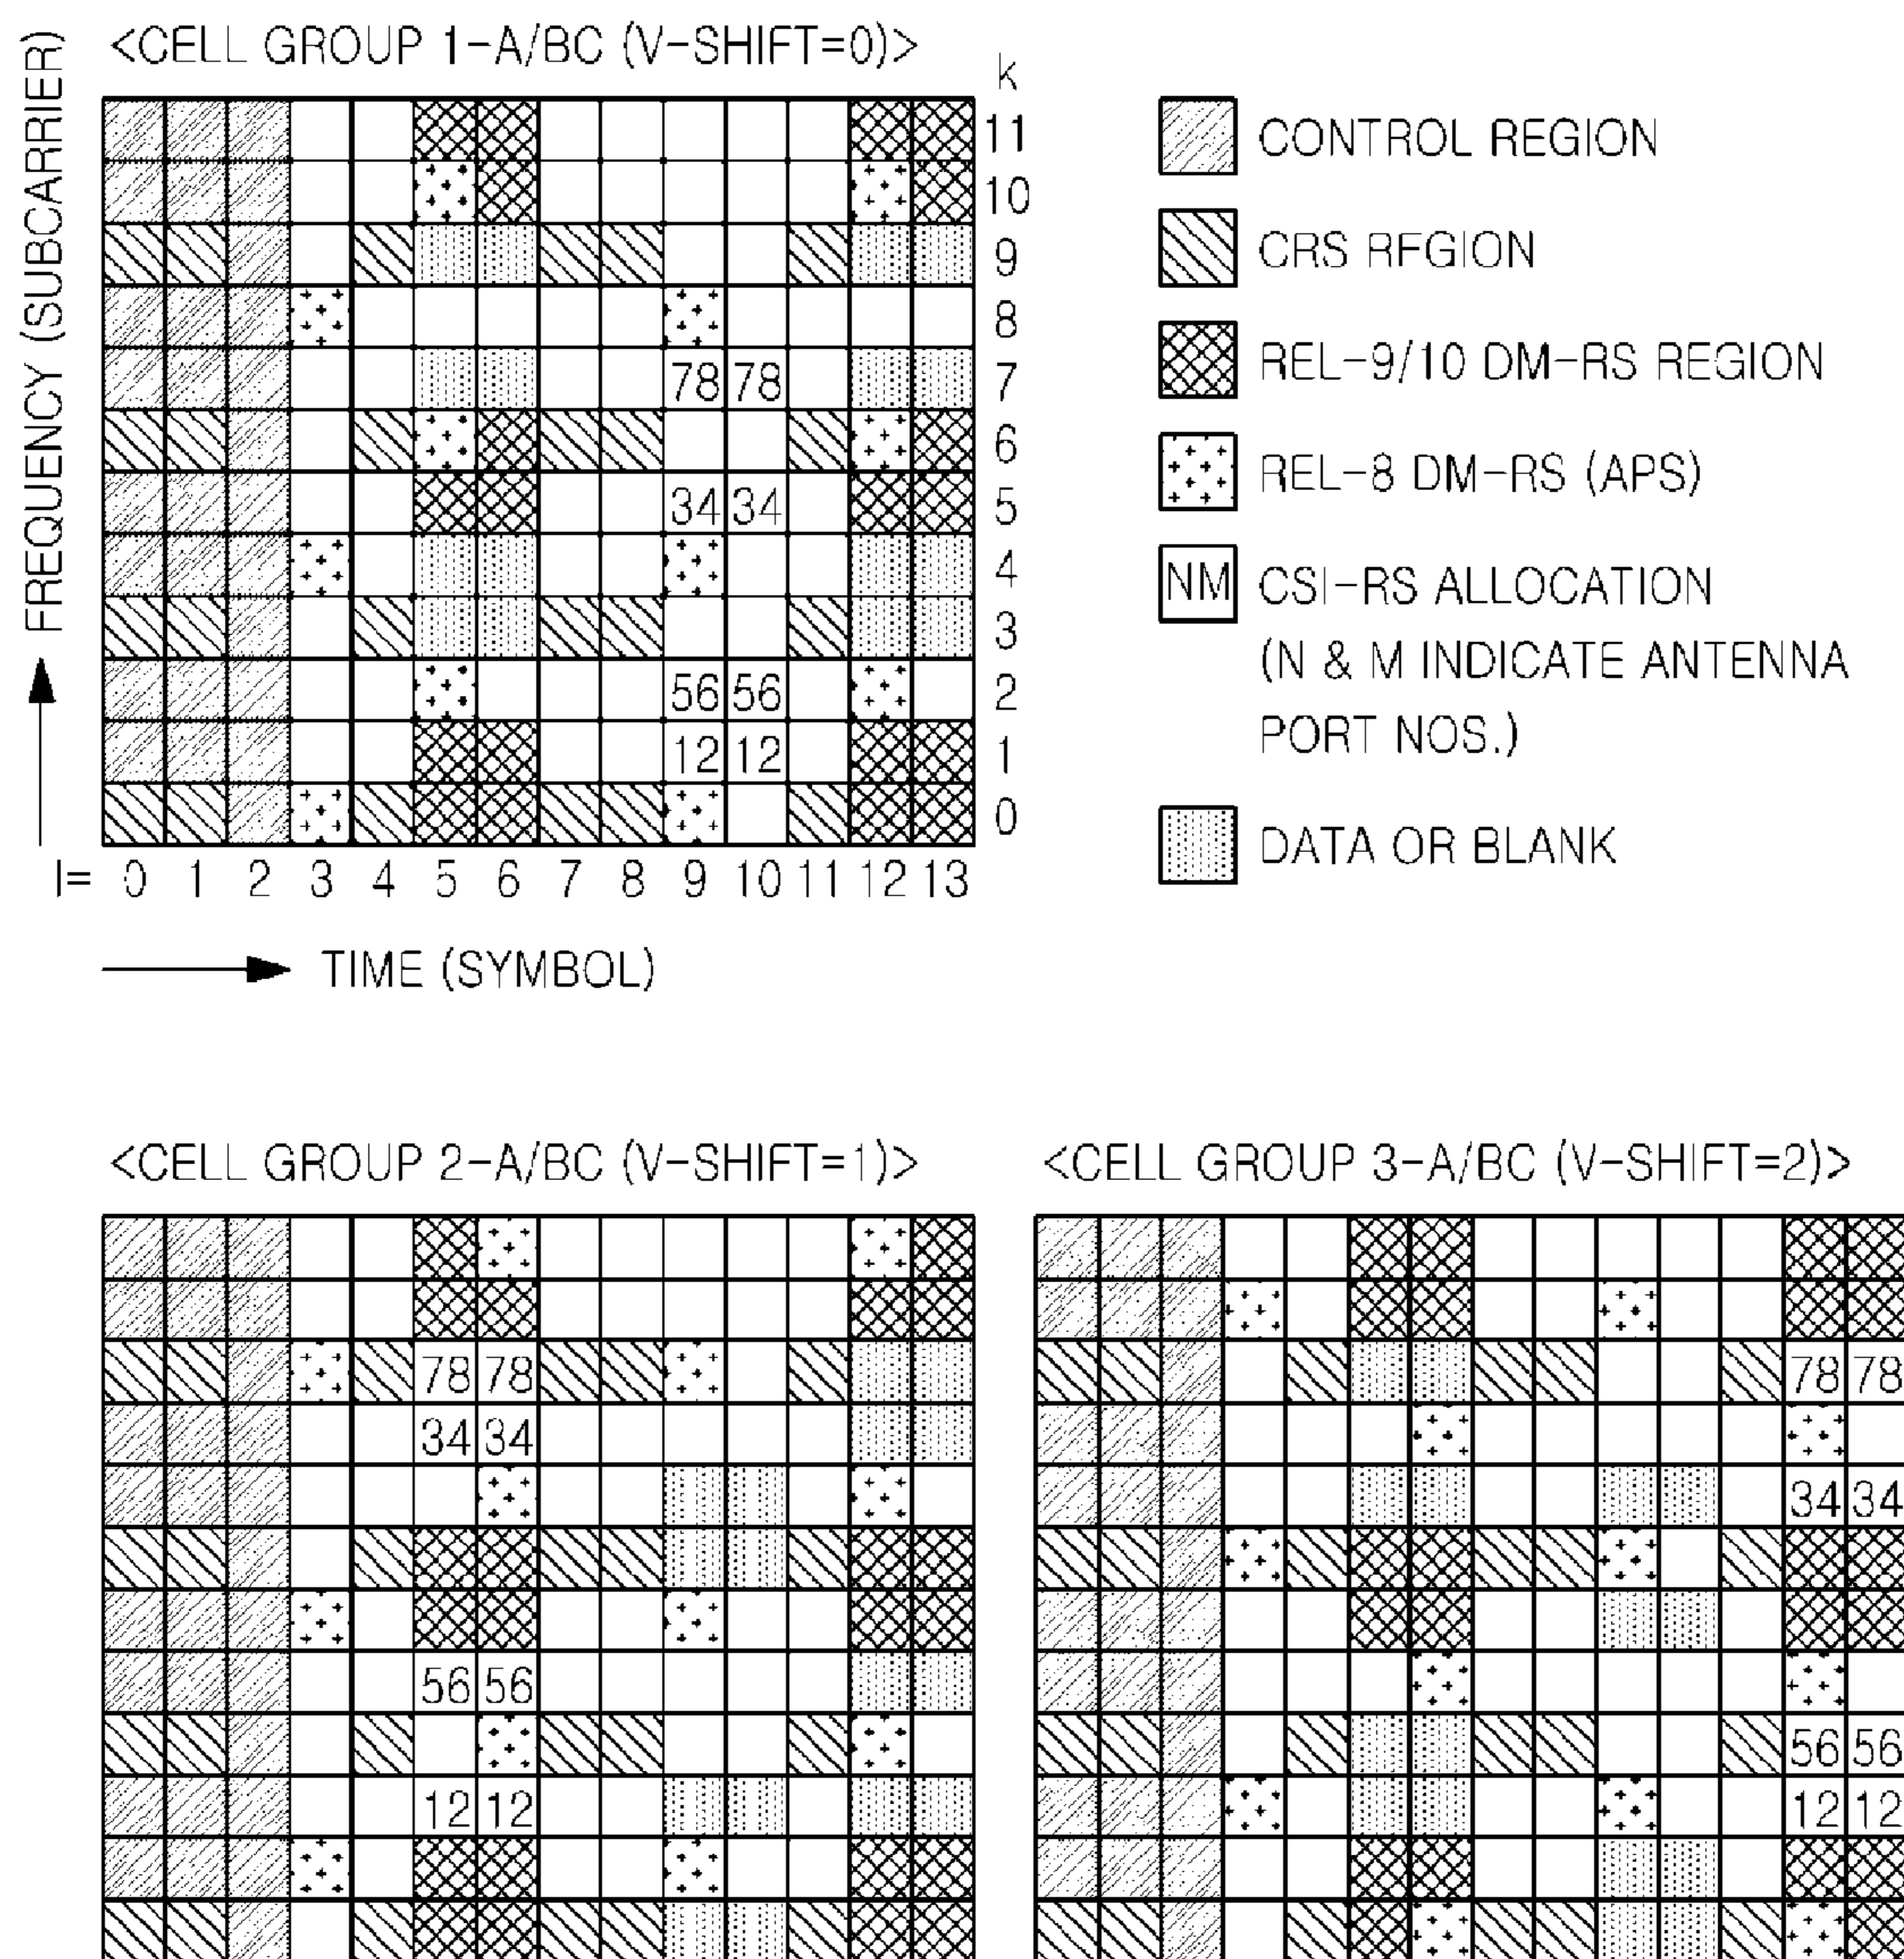 <CELL GROUP 1-A/BC (V-SHIFT=0)>
FREQUENCY (SUBCARRIER)
k
11
10
9
8
78 78 7
6
34 34 5
4
3
56 56 2
12 12 1
0
l= 0 1 2 3 4 5 6 7 8 9 10 11 12 13
TIME (SYMBOL)
CONTROL REGION
CRS RFGION
REL-9/10 DM-RS REGION
REL-8 DM-RS (AP5)
NM CSI-RS ALLOCATION
(N & M INDICATE ANTENNA
PORT NOS.)
DATA OR BLANK
<CELL GROUP 2-A/BC (V-SHIFT=1)>
78 78
34 34
56 56
12 12
<CELL GROUP 3-A/BC (V-SHIFT=2)>
78 78
34 34
56 56
12 12